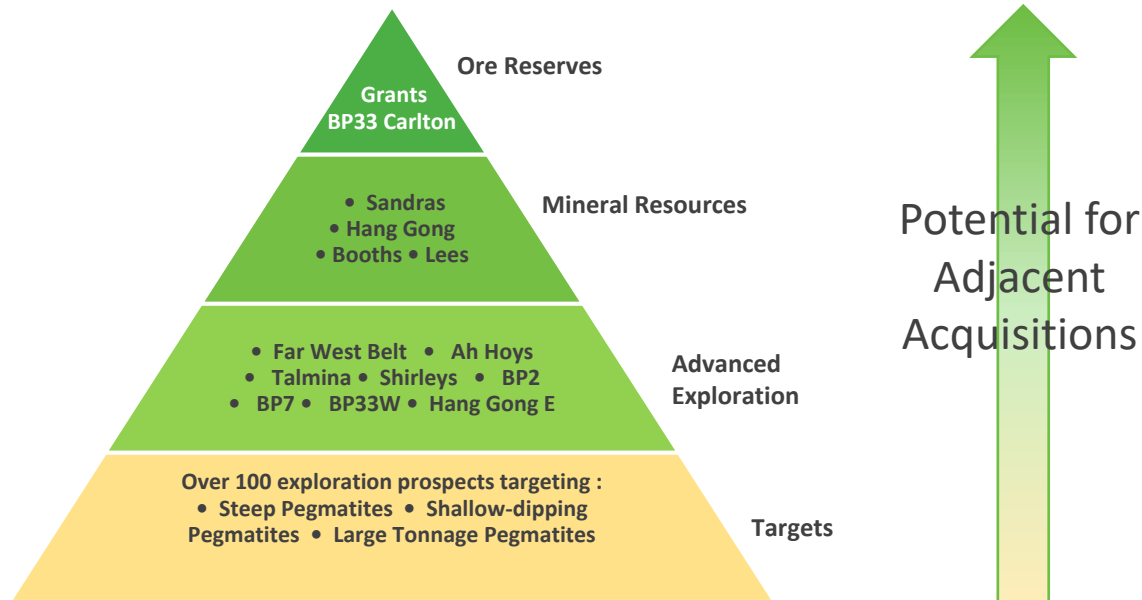 Ore Reserves
Grants
BP33 Carlton
Mineral Resources
• Sandras
• Hang Gong
• Booths • Lees
Advanced
Exploration
• Far West Belt • Ah Hoys
• Talmina • Shirleys • BP2
• BP7 • BP33W • Hang Gong E
Targets
Over 100 exploration prospects targeting :
• Steep Pegmatites • Shallow-dipping
Pegmatites • Large Tonnage Pegmatites
Potential for
Adjacent
Acquisitions